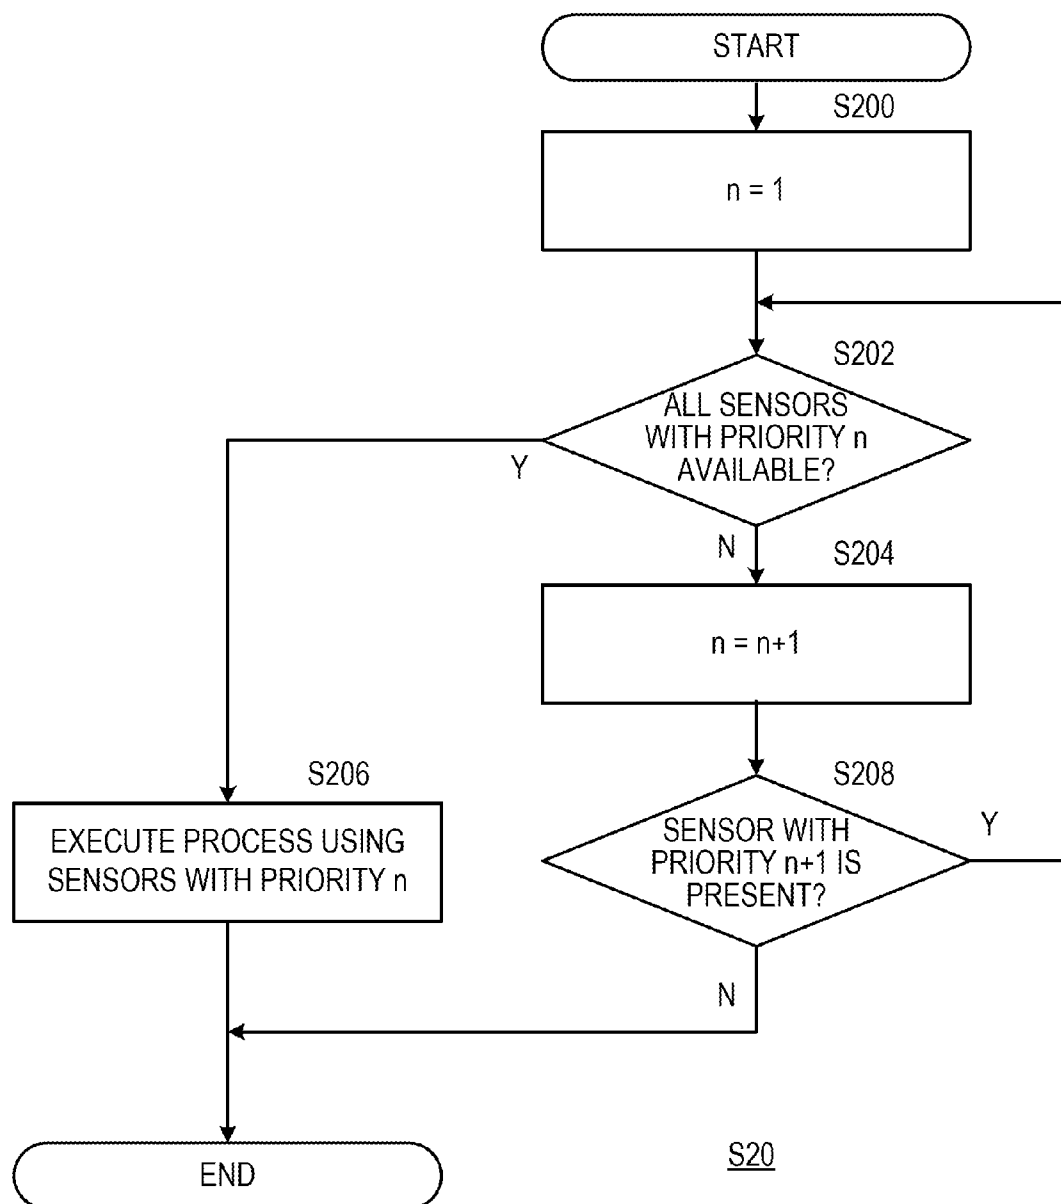 START
S200
n = 1
S202
ALL SENSORS
WITH PRIORITY n
AVAILABLE?
Y
N
S204
n = n+1
S206
EXECUTE PROCESS USING
SENSORS WITH PRIORITY n
S208
SENSOR WITH
PRIORITY n+1 IS
PRESENT?
Y
N
END
S20